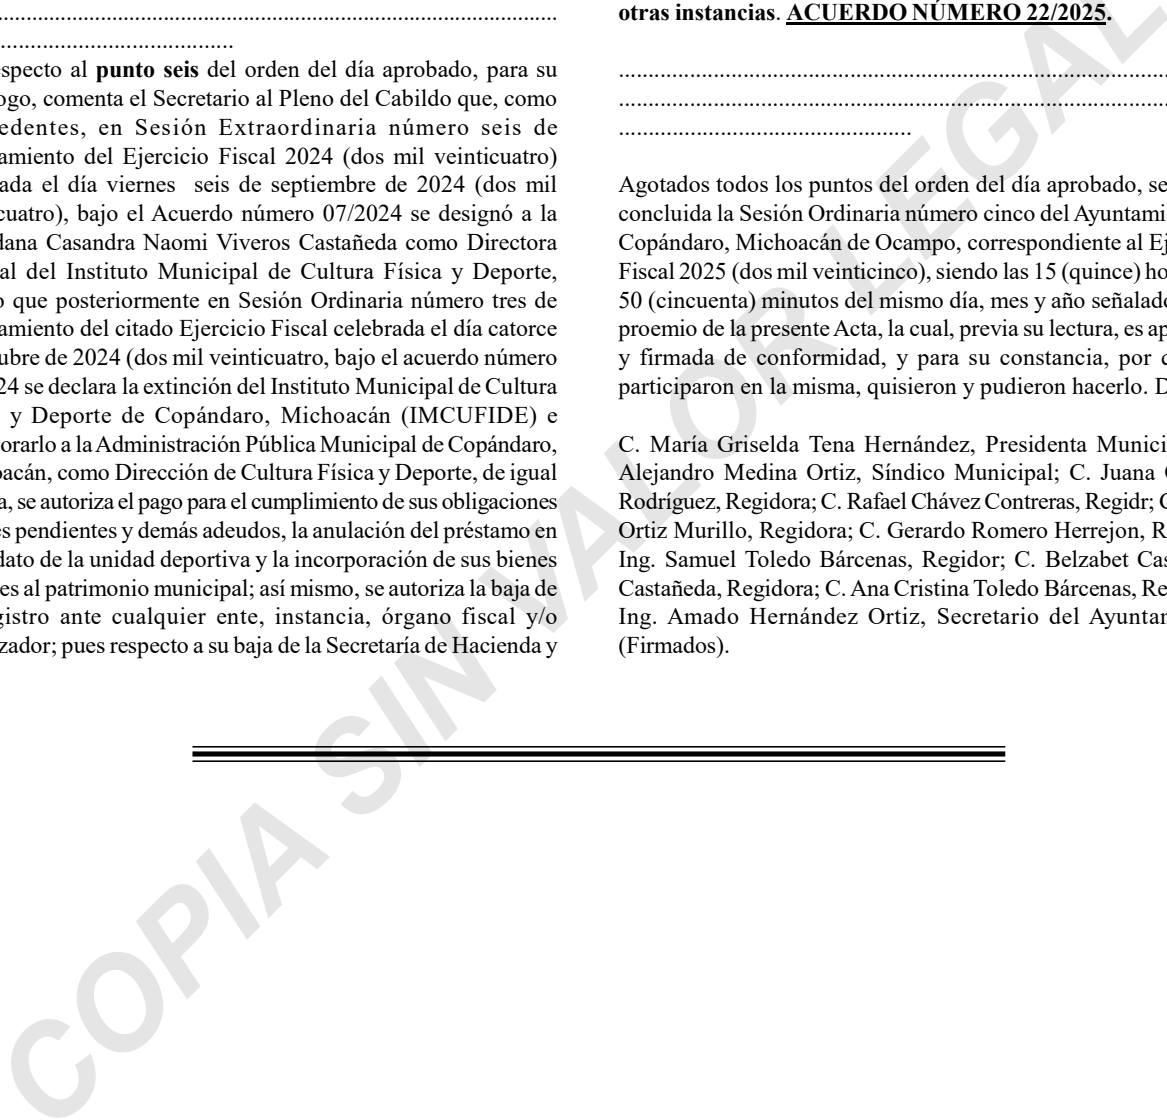 ..............................................................................................
........................................
specto al punto seis del orden del día aprobado, para su
ogo, comenta el Secretario al Pleno del Cabildo que, como
edentes, en Sesión Extraordinaria número seis de
amiento del Ejercicio Fiscal 2024 (dos mil veinticuatro)
ada el día viernes seis de septiembre de 2024 (dos mil
cuatro), bajo el Acuerdo número 07/2024 se designó a la
dana Casandra Naomi Viveros Castañeda como Directora
al del Instituto Municipal de Cultura Física y Deporte,
o que posteriormente en Sesión Ordinaria número tres de
amiento del citado Ejercicio Fiscal celebrada el día catorce
ubre de 2024 (dos mil veinticuatro, bajo el acuerdo número
24 se declara la extinción del Instituto Municipal de Cultura
y Deporte de Copándaro, Michoacán (IMCUFIDE) e
orarlo a la Administración Pública Municipal de Copándaro,
oacán, como Dirección de Cultura Física y Deporte, de igual
a, se autoriza el pago para el cumplimiento de sus obligaciones
es pendientes y demás adeudos, la anulación del préstamo en
dato de la unidad deportiva y la incorporación de sus bienes
es al patrimonio municipal; así mismo, se autoriza la baja de
gistro ante cualquier ente, instancia, órgano fiscal y/o
zador; pues respecto a su baja de la Secretaría de Hacienda y
otras instancias. ACUERDO NÚMERO 22/2025.
..............................................................................................
..............................................................................................
.................................................
Agotados todos los puntos del orden del día aprobado, se
concluida la Sesión Ordinaria número cinco del Ayuntami
Copándaro, Michoacán de Ocampo, correspondiente al Ej
Fiscal 2025 (dos mil veinticinco), siendo las 15 (quince) ho
50 (cincuenta) minutos del mismo día, mes y año señalado
proemio de la presente Acta, la cual, previa su lectura, es ap
y firmada de conformidad, y para su constancia, por
participaron en la misma, quisieron y pudieron hacerlo. D
C. María Griselda Tena Hernández, Presidenta Munici
Alejandro Medina Ortiz, Síndico Municipal; C. Juana
Rodríguez, Regidora; C. Rafael Chávez Contreras, Regidr; C
Ortiz Murillo, Regidora; C. Gerardo Romero Herrejon, R
Ing. Samuel Toledo Bárcenas, Regidor; C. Belzabet Cas
Castañeda, Regidora; C. Ana Cristina Toledo Bárcenas, Re
Ing. Amado Hernández Ortiz, Secretario del Ayuntam
(Firmados).
COPIA SIN VALOR LEGAL